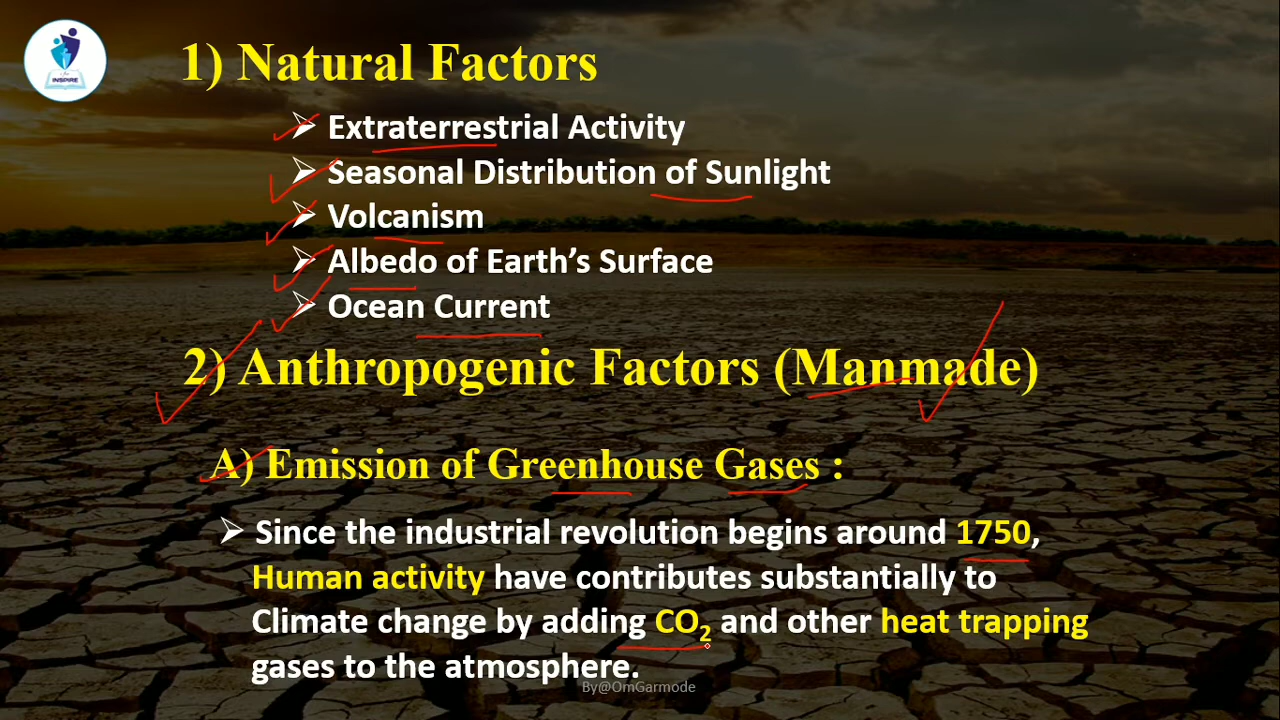 INSPIRE
1) Natural Factors
➢ Extraterrestrial Activity
➢ Seasonal Distribution of Sunlight
➢ Volcanism
➢ Albedo of Earth’s Surface
➢ Ocean Current
2) Anthropogenic Factors (Manmade)
A) Emission of Greenhouse Gases :
➢ Since the industrial revolution begins around 1750,
Human activity have contributes substantially to
Climate change by adding CO₂ and other heat trapping
gases to the atmosphere.
By@OmGarmode